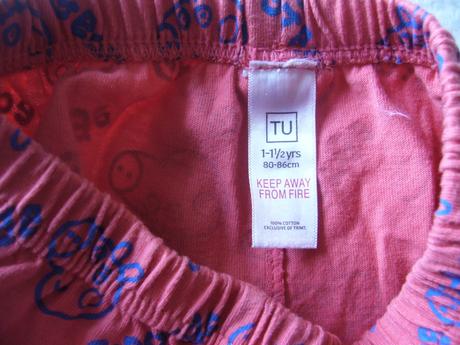 TU
1-1½yrs
80-86cm
KEEP AWAY
FROM FIRE
100% COTTON
EXCLUSIVE OF TRIMS.